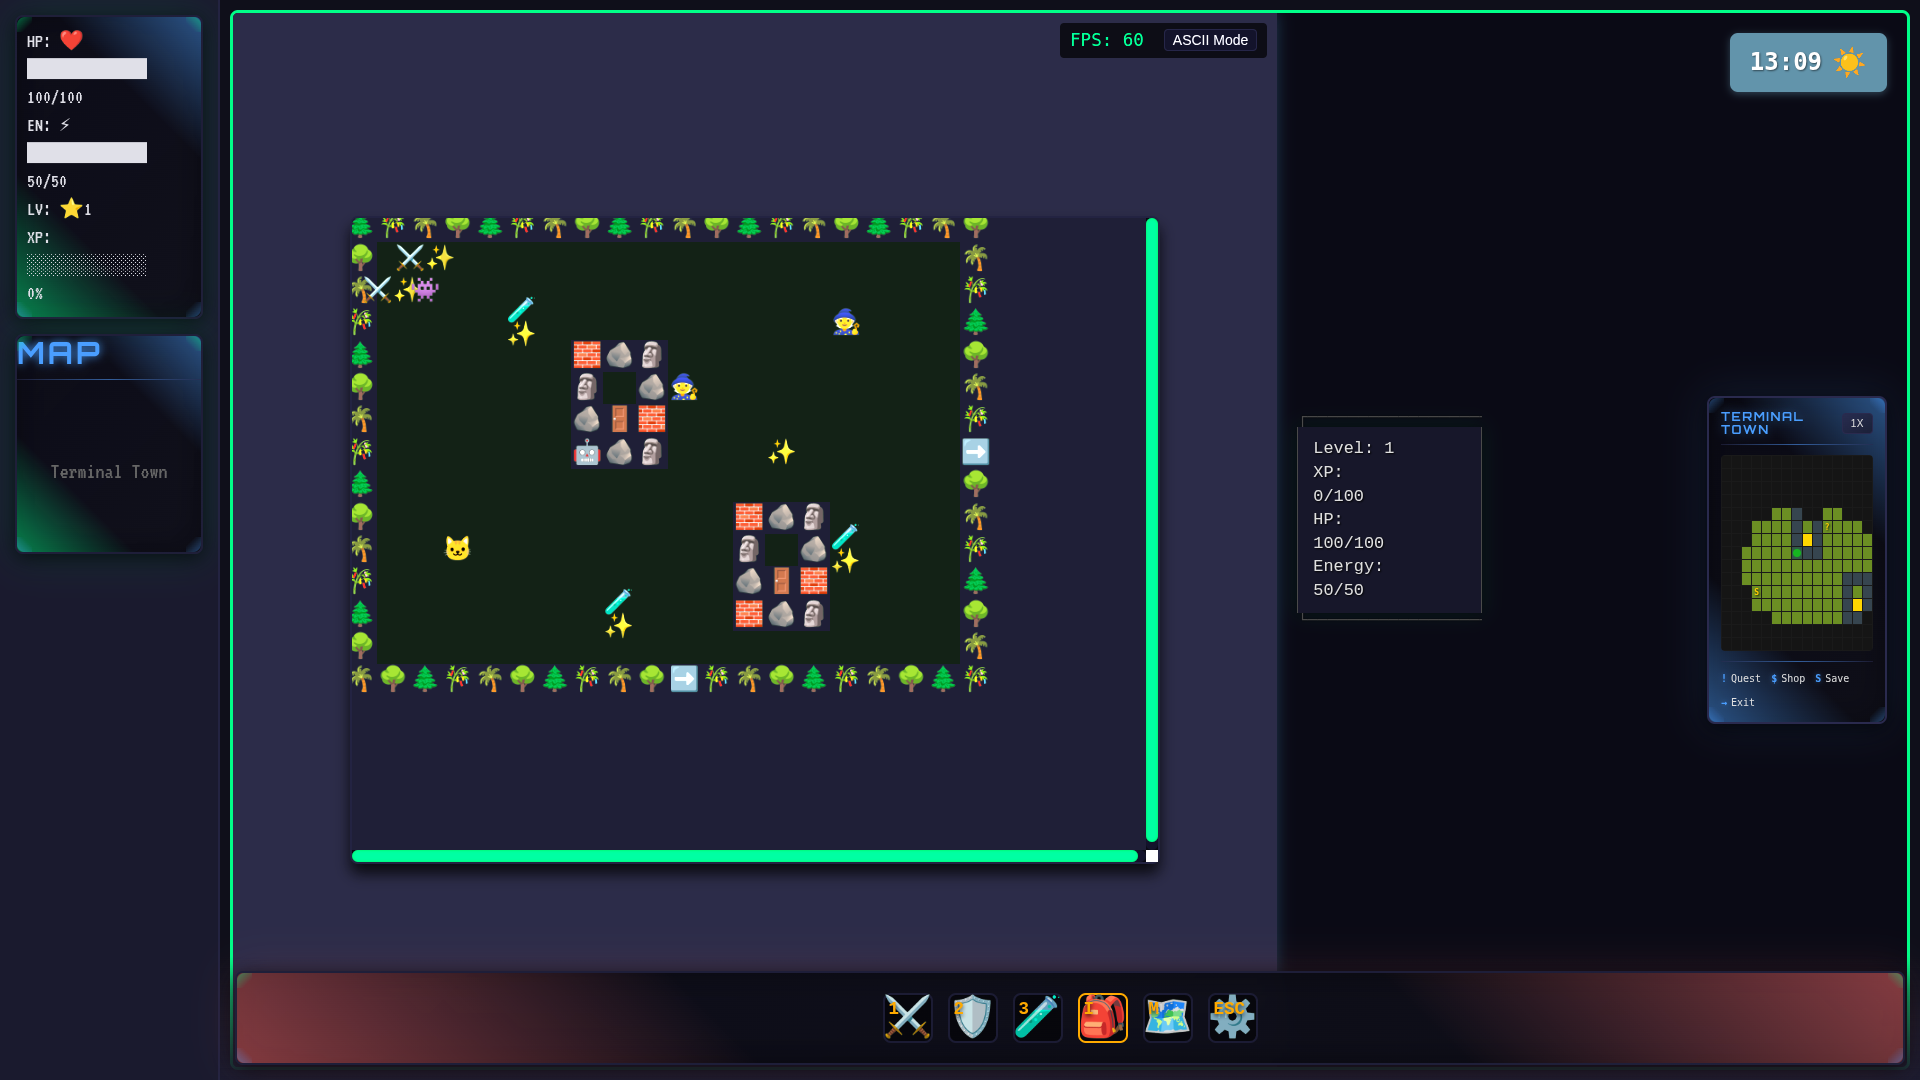 HP:
100/100
EN:
50/50
LV: 1
XP:
0%
MAP
Terminal Town
FPS: 60 ASCII Mode
13:09
Level: 1
XP:
0/100
HP:
100/100
Energy:
50/50
TERMINAL
TOWN
1X
?
S
! Quest $ Shop S Save
→ Exit
1 2 3 I M ESC